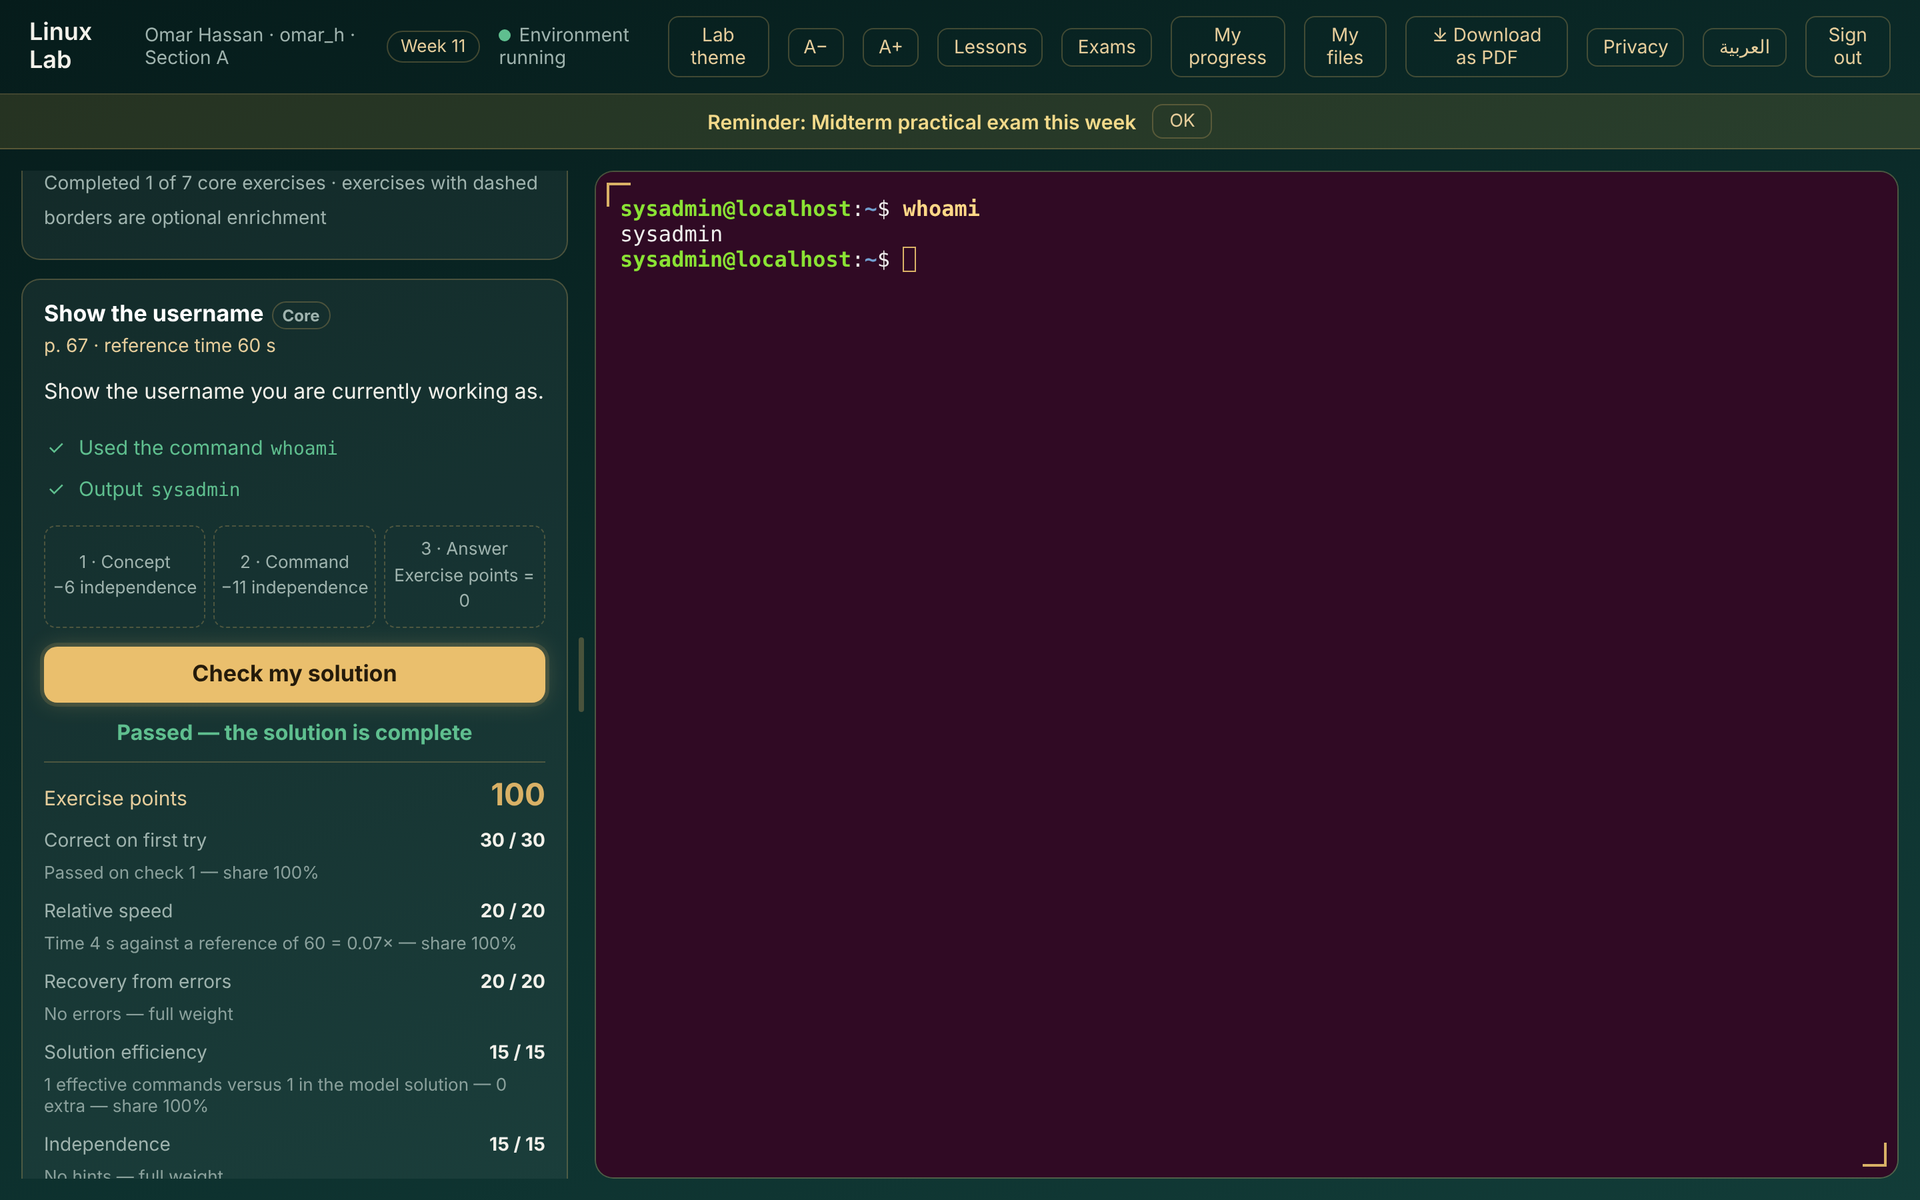 Linux
Lab
Omar Hassan · omar_h ·
Section A
Week 11
Environment
running
Lab
theme
A−
A+
Lessons
Exams
My
progress
My
files
Download
as PDF
Privacy
العربية
Sign
out
Reminder: Midterm practical exam this week
OK
Completed 1 of 7 core exercises · exercises with dashed
borders are optional enrichment
Show the username Core
p. 67 · reference time 60 s
Show the username you are currently working as.
✓ Used the command whoami
✓ Output sysadmin
1 · Concept
−6 independence
2 · Command
−11 independence
3 · Answer
Exercise points =
0
Check my solution
Passed — the solution is complete
Exercise points 100
Correct on first try 30 / 30
Passed on check 1 — share 100%
Relative speed 20 / 20
Time 4 s against a reference of 60 = 0.07× — share 100%
Recovery from errors 20 / 20
No errors — full weight
Solution efficiency 15 / 15
1 effective commands versus 1 in the model solution — 0
extra — share 100%
Independence 15 / 15
No hints — full weight
sysadmin@localhost:~$ whoami
sysadmin
sysadmin@localhost:~$